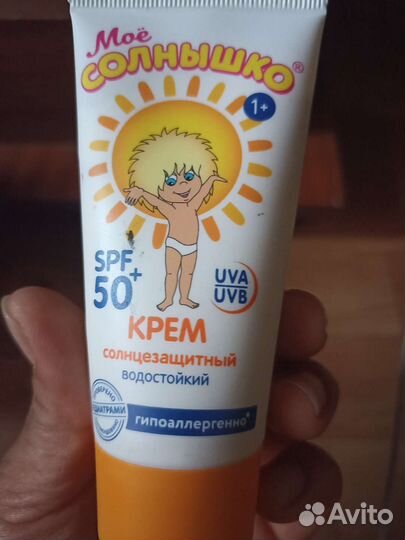 Моё
СОЛНЫШКО®
1+
SPF
50+
UVA
UVB
КРЕМ
солнцезащитный
водостойкий
гипоаллергенно*
Avito